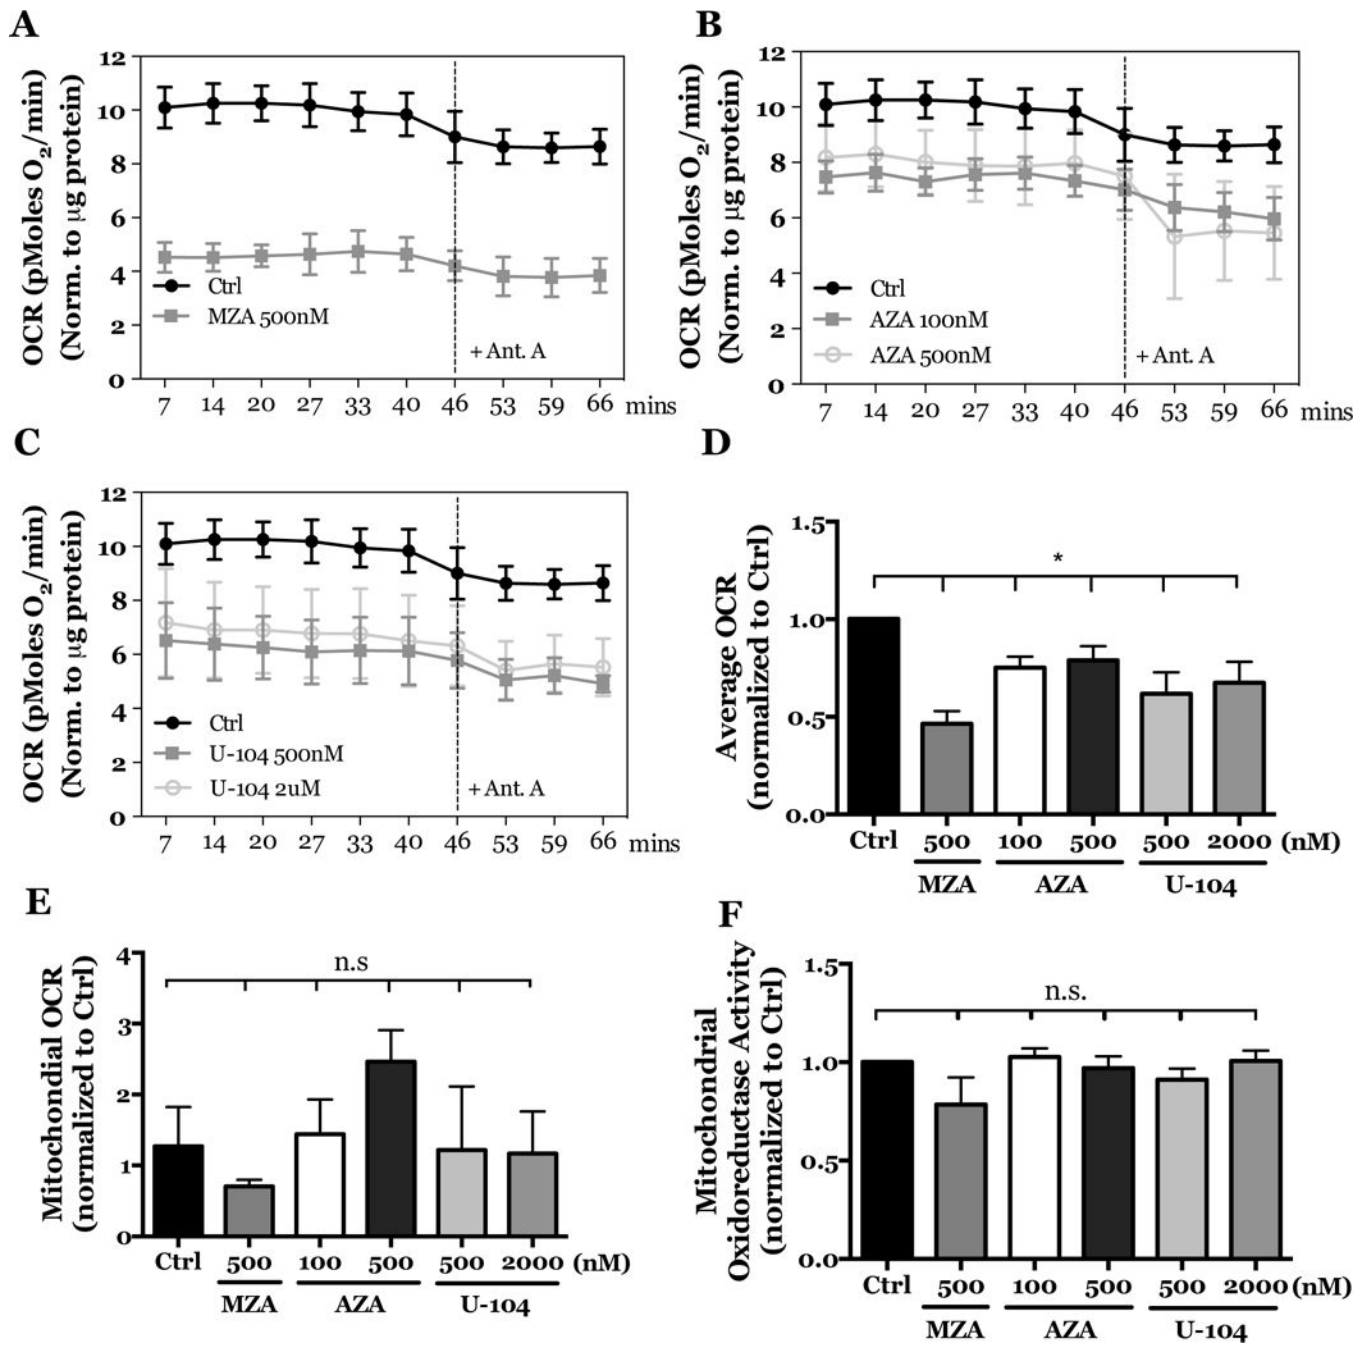 A
OCR (pMoles O2/min)
(Norm. to µg protein)
12
10
8
6
4
2
0
Ctrl
MZA 500nM
+ Ant. A
7 14 20 27 33 40 46 53 59 66 mins
B
OCR (pMoles O2/min)
(Norm. to µg protein)
12
10
8
6
4
2
0
Ctrl
AZA 100nM
AZA 500nM
+ Ant. A
7 14 20 27 33 40 46 53 59 66 mins
C
OCR (pMoles O2/min)
(Norm. to µg protein)
12
10
8
6
4
2
0
Ctrl
U-104 500nM
U-104 2uM
+ Ant. A
7 14 20 27 33 40 46 53 59 66 mins
D
Average OCR
(normalized to Ctrl)
1.5
1.0
0.5
0.0
*
Ctrl 500 100 500 500 2000 (nM)
MZA AZA U-104
E
Mitochondial OCR
(normalized to Ctrl)
4
3
2
1
0
n.s
Ctrl 500 100 500 500 2000 (nM)
MZA AZA U-104
F
Mitochondrial
Oxidoreductase Activity
(normalized to Ctrl)
1.5
1.0
0.5
0.0
n.s.
Ctrl 500 100 500 500 2000 (nM)
MZA AZA U-104